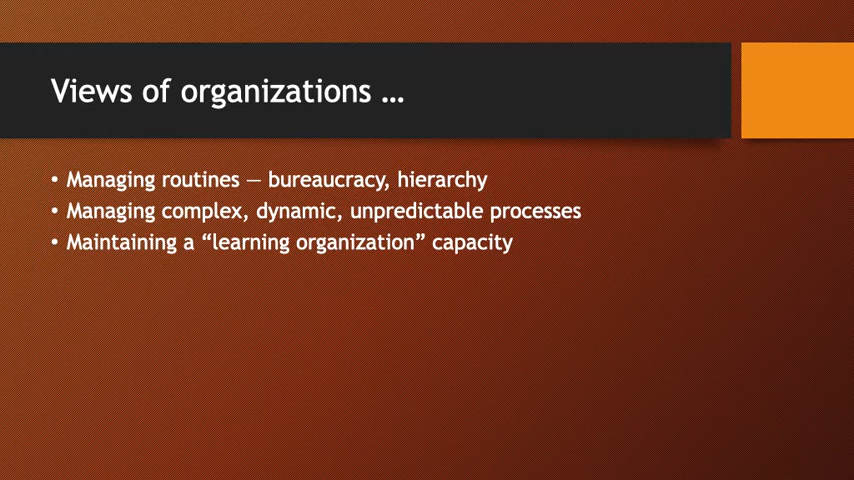 Views of organizations …
• Managing routines — bureaucracy, hierarchy
• Managing complex, dynamic, unpredictable processes
• Maintaining a “learning organization” capacity